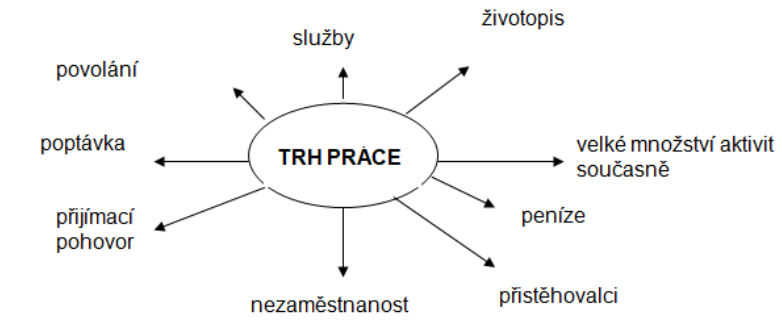 životopis
služby
povolání
poptávka
TRH PRÁCE
velké množství aktivit
současně
přijímací
pohovor
peníze
nezaměstnanost
přistěhovalci